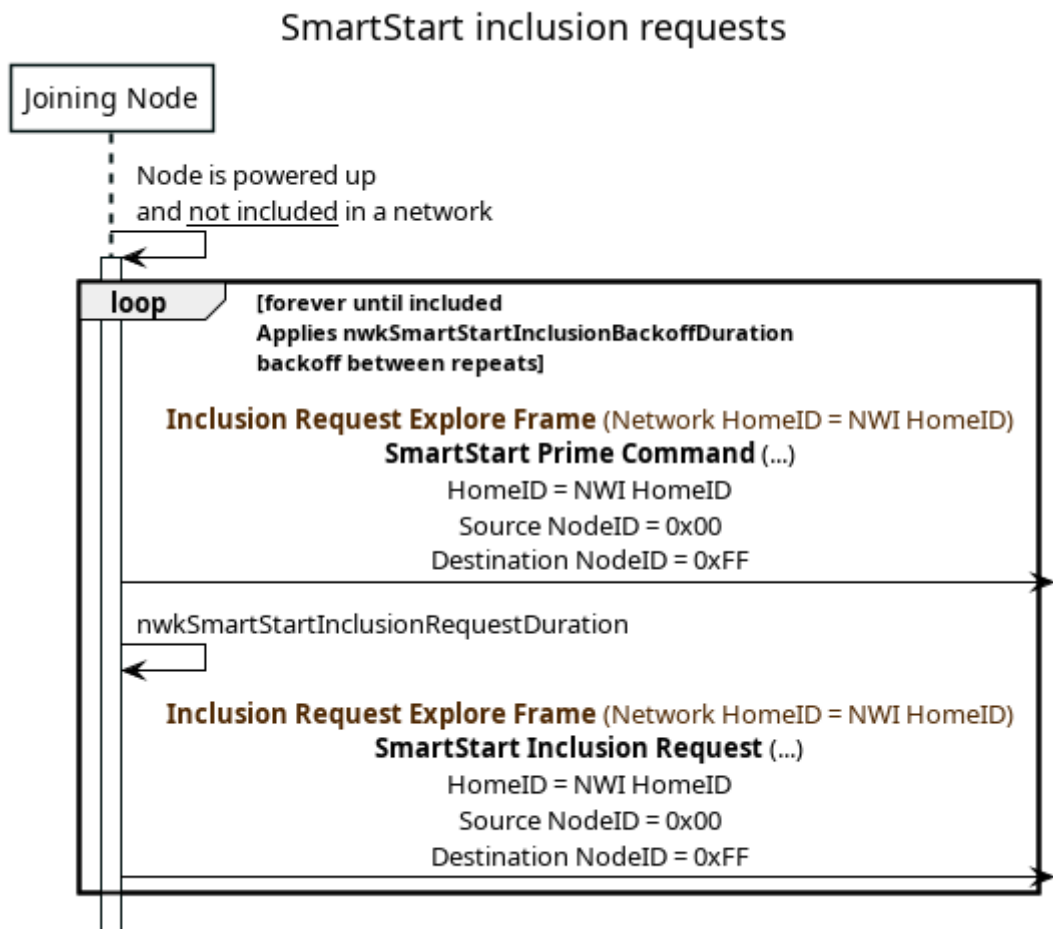 SmartStart inclusion requests
Joining Node
Node is powered up
and not included in a network
loop
[forever until included
Applies nwkSmartStartInclusionBackoffDuration
backoff between repeats]
Inclusion Request Explore Frame (Network HomeID = NWI HomeID)
SmartStart Prime Command (...)
HomeID = NWI HomeID
Source NodeID = 0x00
Destination NodeID = 0xFF
nwkSmartStartInclusionRequestDuration
Inclusion Request Explore Frame (Network HomeID = NWI HomeID)
SmartStart Inclusion Request (...)
HomeID = NWI HomeID
Source NodeID = 0x00
Destination NodeID = 0xFF